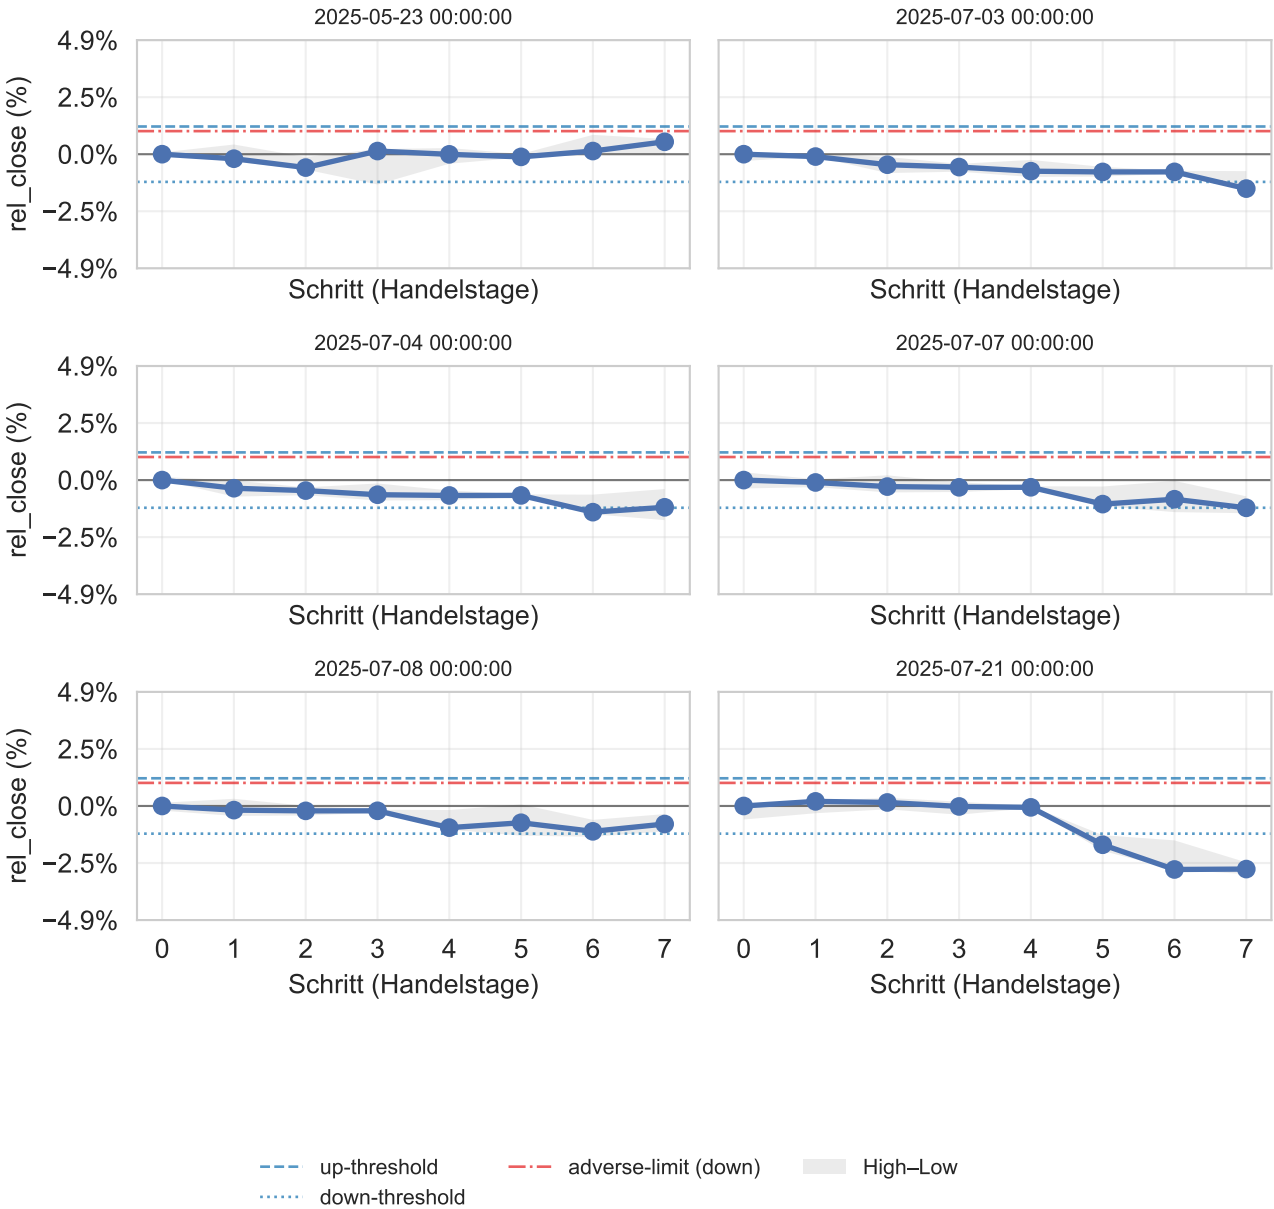 2025-05-23 00:00:00
2025-07-03 00:00:00
4.9%
2.5%
0.0%
−2.5%
−4.9%
rel_close (%)
Schritt (Handelstage)
Schritt (Handelstage)
2025-07-04 00:00:00
2025-07-07 00:00:00
4.9%
2.5%
0.0%
−2.5%
−4.9%
rel_close (%)
Schritt (Handelstage)
Schritt (Handelstage)
2025-07-08 00:00:00
2025-07-21 00:00:00
4.9%
2.5%
0.0%
−2.5%
−4.9%
rel_close (%)
0 1 2 3 4 5 6 7
0 1 2 3 4 5 6 7
Schritt (Handelstage)
Schritt (Handelstage)
up-threshold
adverse-limit (down)
High–Low
down-threshold